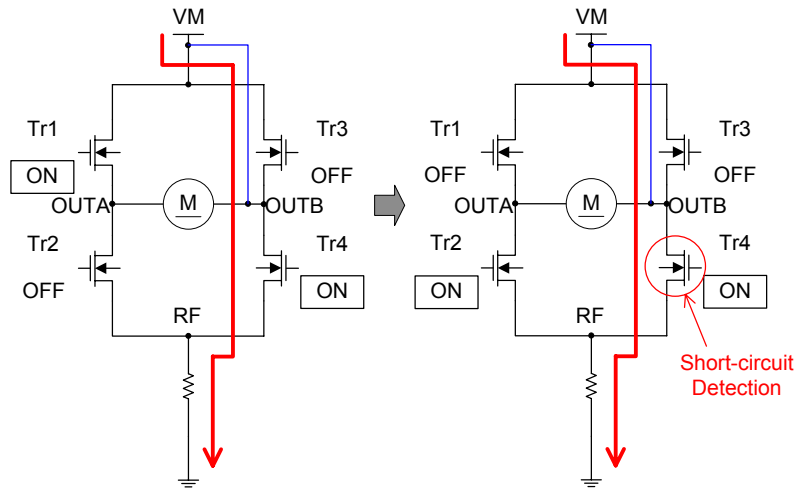 VM
Tr1
Tr3
ON
OFF
OUTA
M
OUTB
Tr2
Tr4
OFF
ON
RF
VM
Tr1
Tr3
OFF
OFF
OUTA
M
OUTB
Tr2
Tr4
ON
ON
RF
Short-circuit
Detection